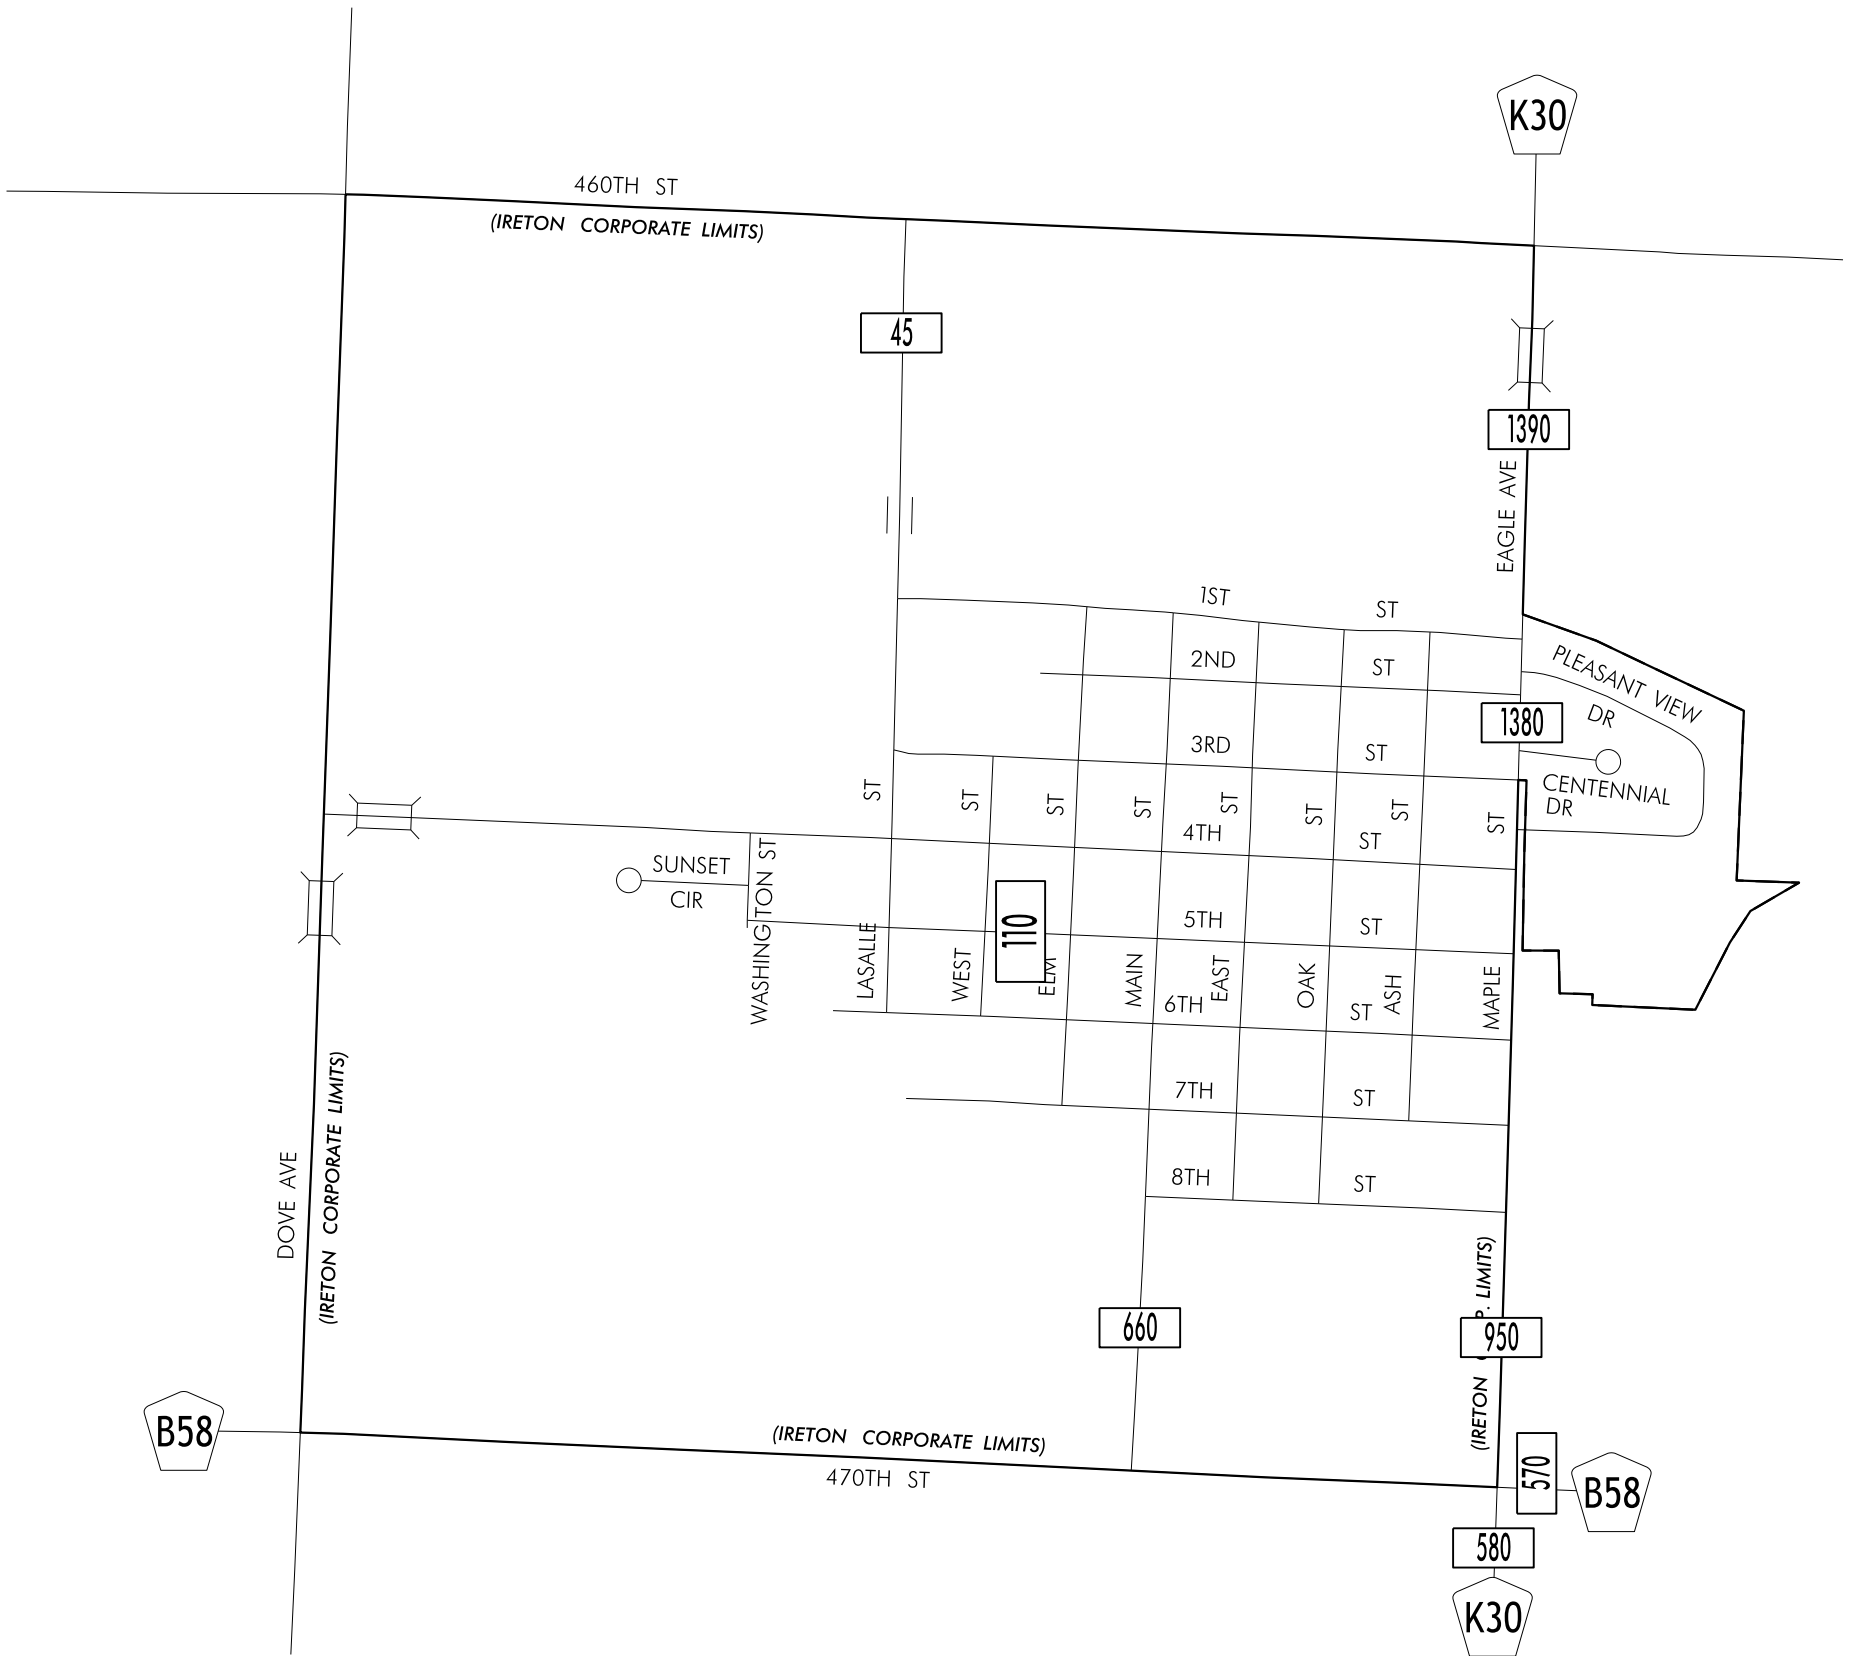 K30
460TH ST
(IRETON CORPORATE LIMITS)
45
1390
EAGLE AVE
1ST ST
2ND ST
PLEASANT VIEW
DR
1380
3RD ST
CENTENNIAL
DR
ST
ST
ST
ST
ST
ST
ST
ST
4TH ST
SUNSET
CIR
WASHINGTON ST
110
5TH ST
LASALLE
WEST
ELM
MAIN
EAST
OAK
ASH
MAPLE
6TH ST
7TH ST
8TH ST
DOVE AVE
(IRETON CORPORATE LIMITS)
660
950
(IRETON P. LIMITS)
B58
(IRETON CORPORATE LIMITS)
470TH ST
570
B58
580
K30